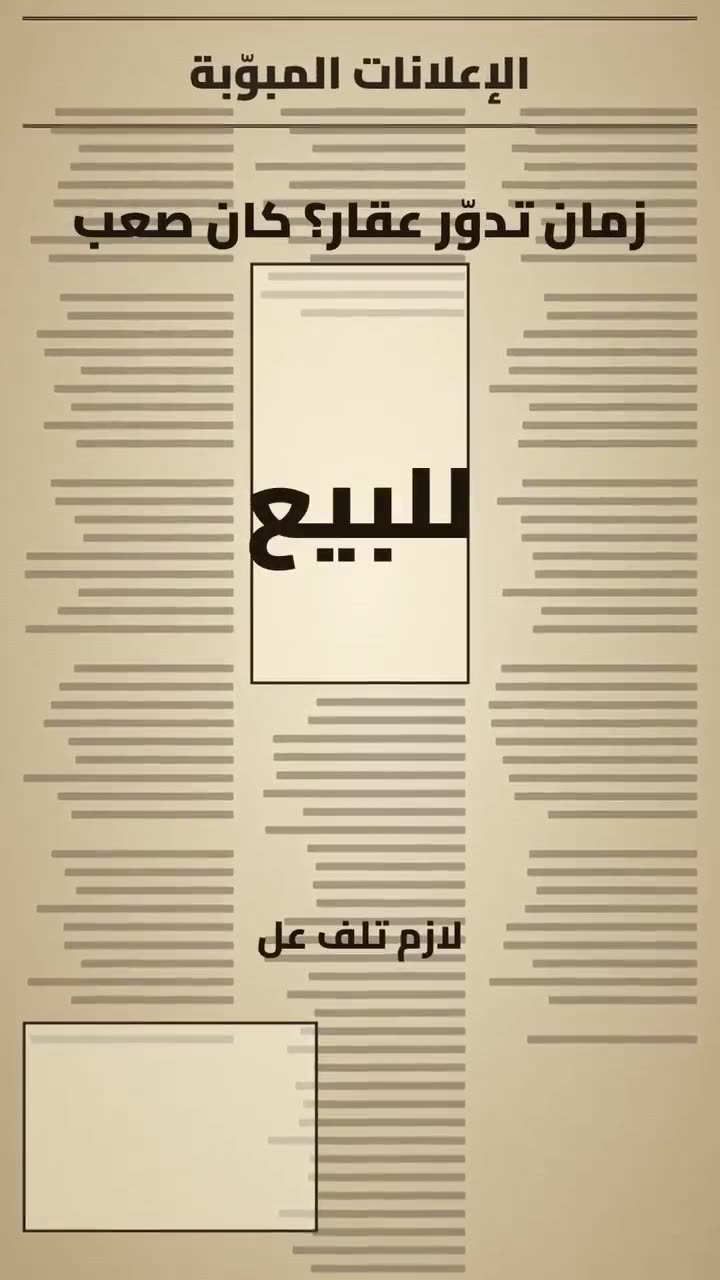 الإعلانات المبوّبة
زمان تدوّر عقار؟ كان صعب
للبيع
لازم تلف عل